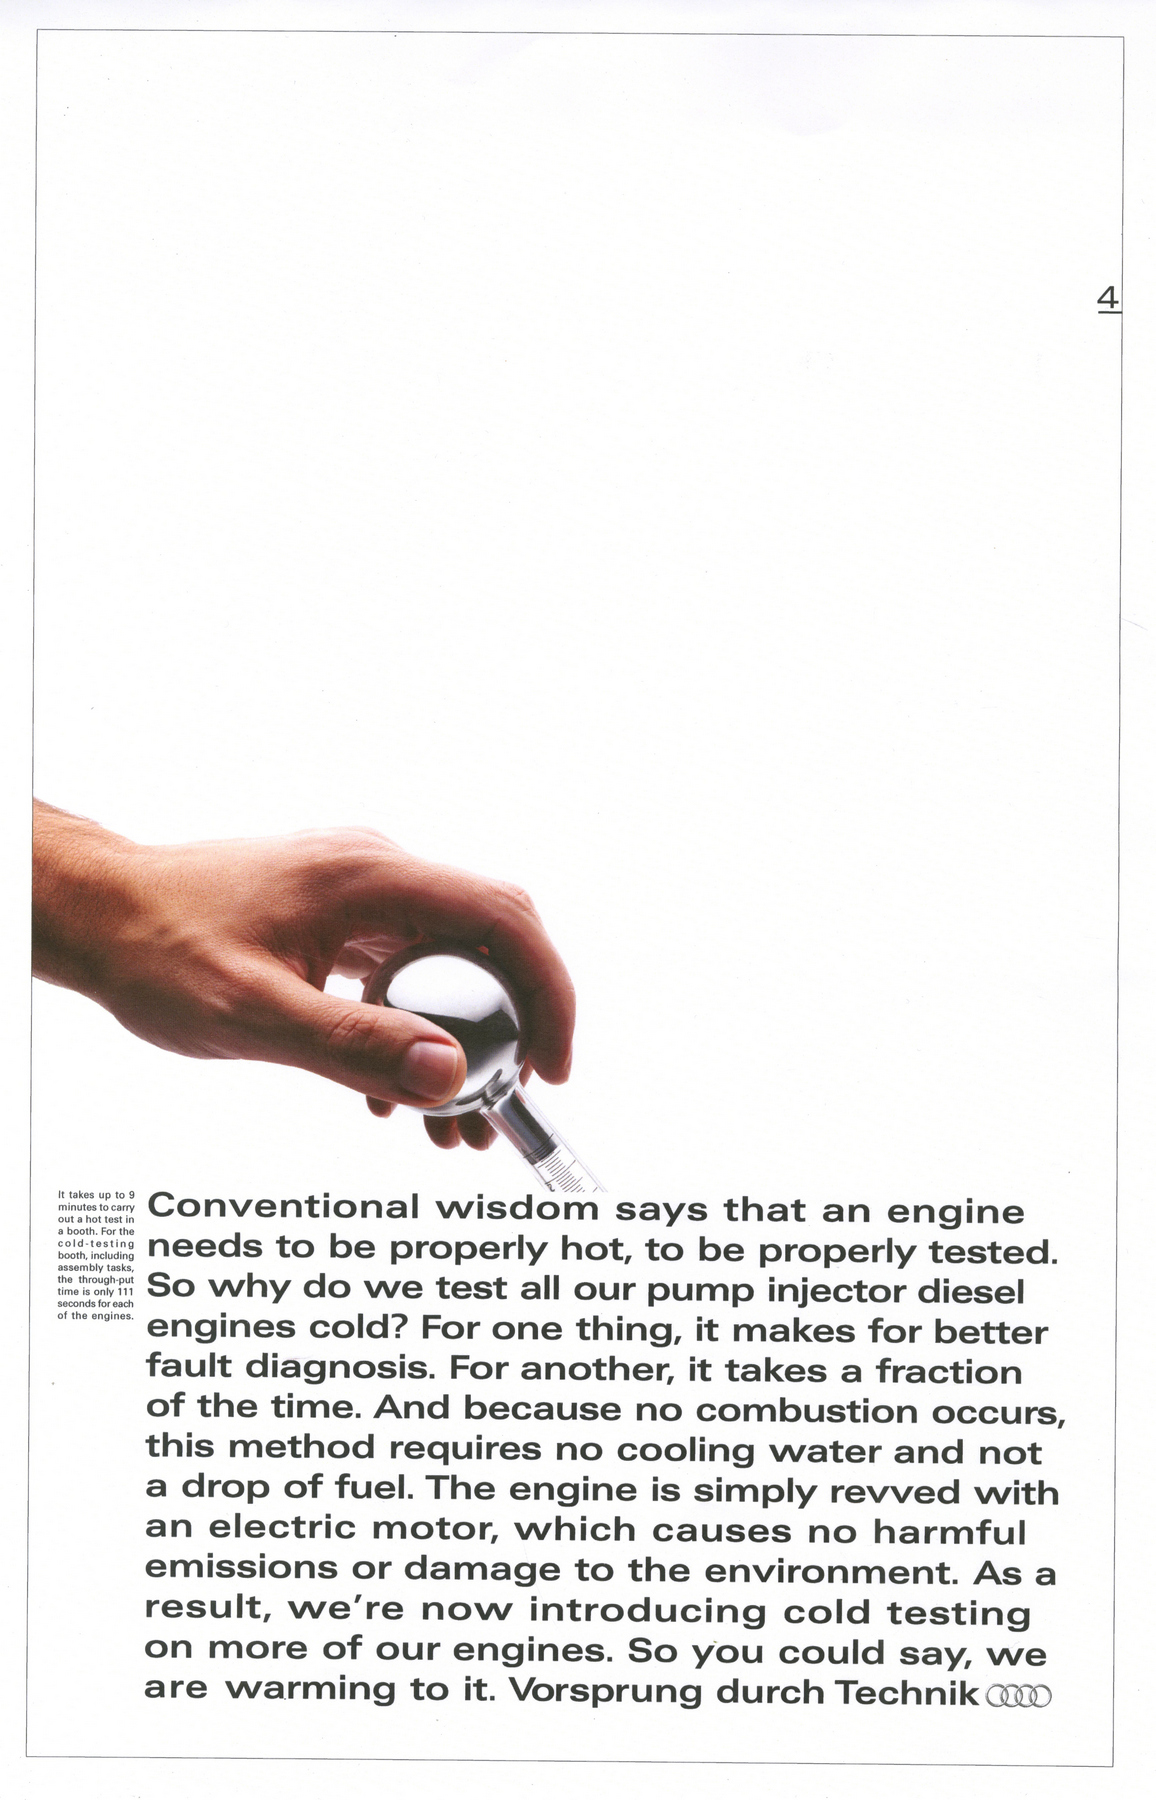 4
It takes up to 9
minutes to carry
out a hot test in
a booth. For the
cold-testing
booth, including
assembly tasks,
the through-put
time is only 111
seconds for each
of the engines.
Conventional wisdom says that an engine
needs to be properly hot, to be properly tested.
So why do we test all our pump injector diesel
engines cold? For one thing, it makes for better
fault diagnosis. For another, it takes a fraction
of the time. And because no combustion occurs,
this method requires no cooling water and not
a drop of fuel. The engine is simply revved with
an electric motor, which causes no harmful
emissions or damage to the environment. As a
result, we're now introducing cold testing
on more of our engines. So you could say, we
are warming to it. Vorsprung durch Technik